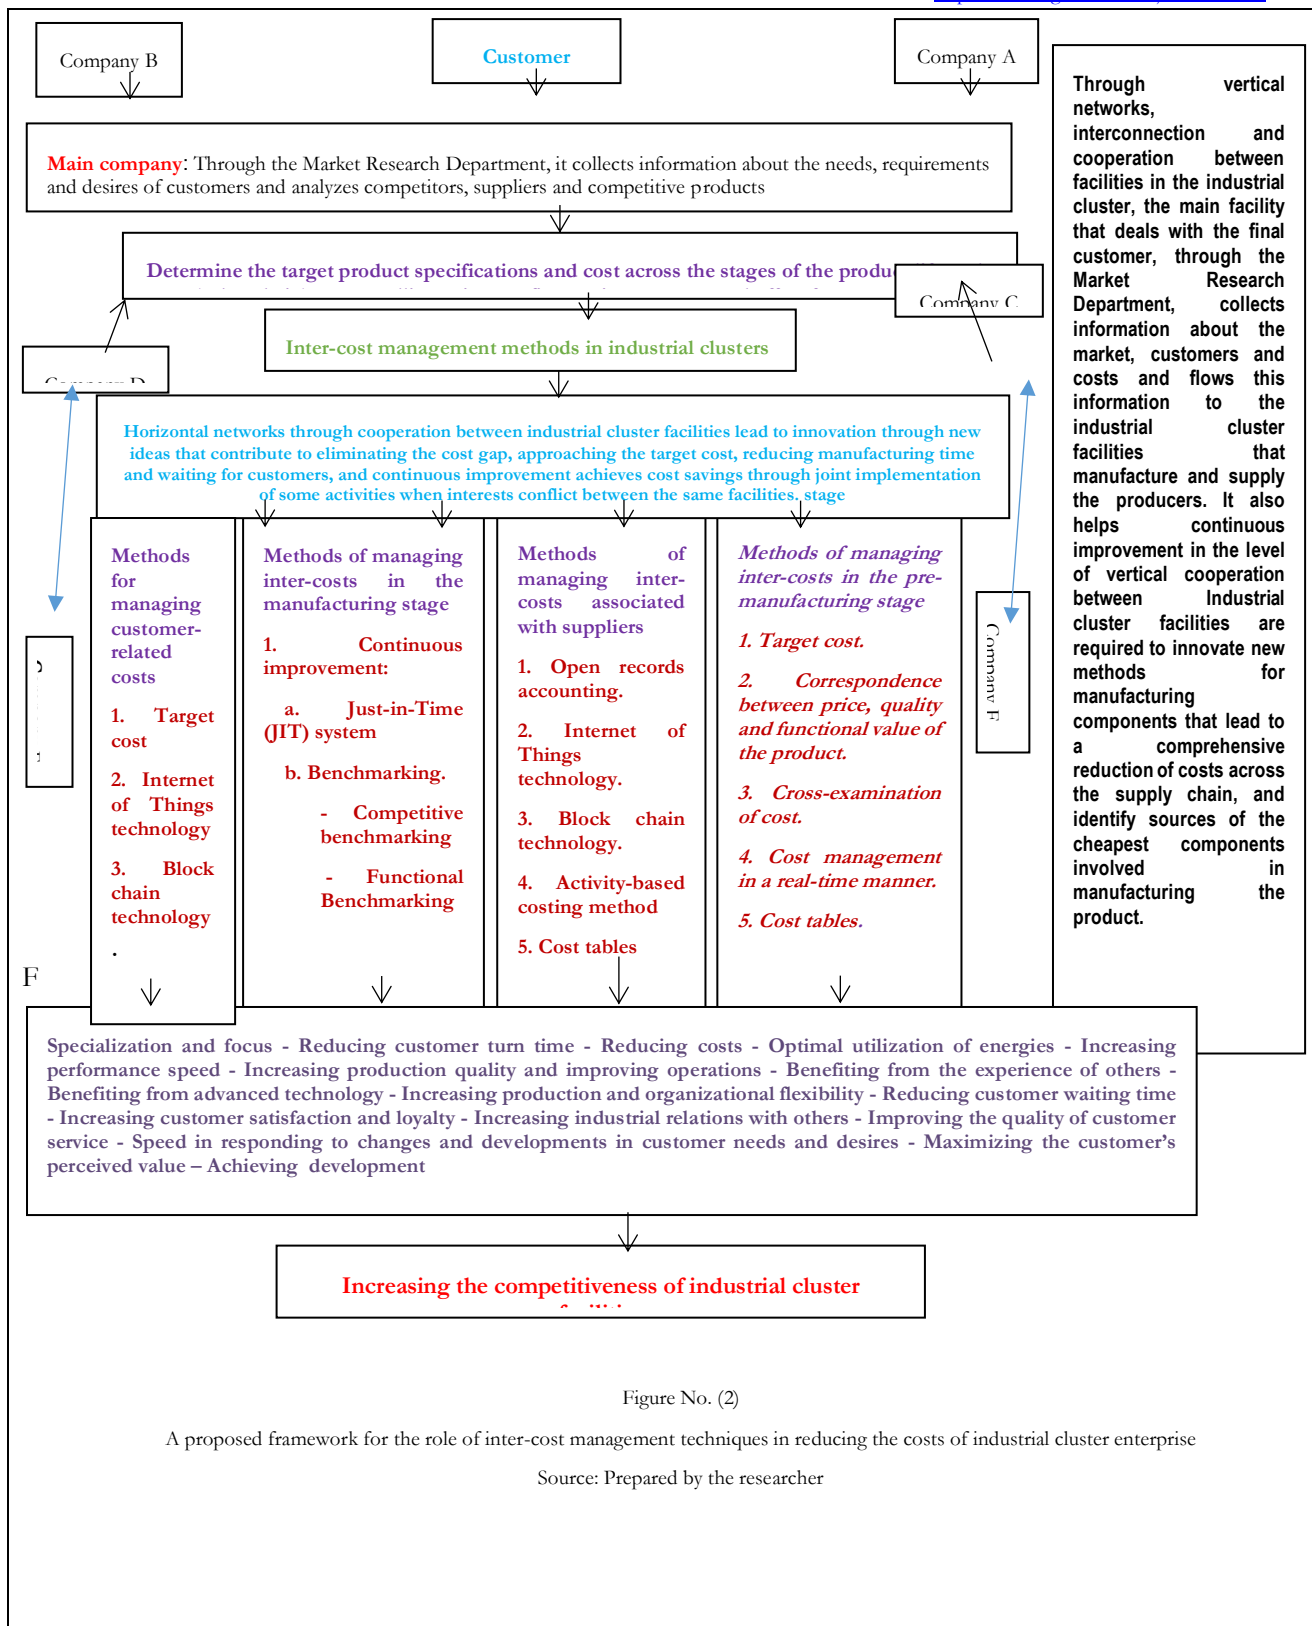 Company B
Customer
Company A
Main company: Through the Market Research Department, it collects information about the needs, requirements
and desires of customers and analyzes competitors, suppliers and competitive products
Determine the target product specifications and cost across the stages of the
Company C
Inter-cost management methods in industrial clusters
Company D
Horizontal networks through cooperation between industrial cluster facilities lead to innovation through new
ideas that contribute to eliminating the cost gap, approaching the target cost, reducing manufacturing time
and waiting for customers, and continuous improvement achieves cost savings through joint implementation
of some activities when interests conflict between the same facilities. stage
Methods
for
managing
customer-
related
costs
1. Target
cost
2. Internet
of Things
technology
3. Block
chain
technology
.
Methods of managing
inter-costs in the
manufacturing stage
1. Continuous
improvement:
a. Just-in-Time
(JIT) system
b. Benchmarking.
- Competitive
benchmarking
- Functional
Benchmarking
Methods of
managing inter-
costs associated
with suppliers
1. Open records
accounting.
2. Internet of
Things
technology.
3. Block chain
technology.
4. Activity-based
costing method
5. Cost tables
Methods of managing
inter-costs in the pre-
manufacturing stage
1. Target cost.
2. Correspondence
between price, quality
and functional value of
the product.
3. Cross-examination
of cost.
4. Cost management
in a real-time manner.
5. Cost tables.
Company
F
Through vertical
networks,
interconnection and
cooperation between
facilities in the industrial
cluster, the main facility
that deals with the final
customer, through the
Market Research
Department, collects
information about the
market, customers and
costs and flows this
information to the
industrial cluster
facilities that
manufacture and supply
the producers. It also
helps continuous
improvement in the level
of vertical cooperation
between Industrial
cluster facilities are
required to innovate new
methods for
manufacturing
components that lead to
a comprehensive
reduction of costs across
the supply chain, and
identify sources of the
cheapest components
involved in
manufacturing the
product.
Specialization and focus - Reducing customer turn time - Reducing costs - Optimal utilization of energies - Increasing
performance speed - Increasing production quality and improving operations - Benefiting from the experience of others -
Benefiting from advanced technology - Increasing production and organizational flexibility - Reducing customer waiting time
- Increasing customer satisfaction and loyalty - Increasing industrial relations with others - Improving the quality of customer
service - Speed in responding to changes and developments in customer needs and desires - Maximizing the customer's
perceived value – Achieving development
Increasing the competitiveness of industrial cluster
Figure No. (2)
A proposed framework for the role of inter-cost management techniques in reducing the costs of industrial cluster enterprise
Source: Prepared by the researcher